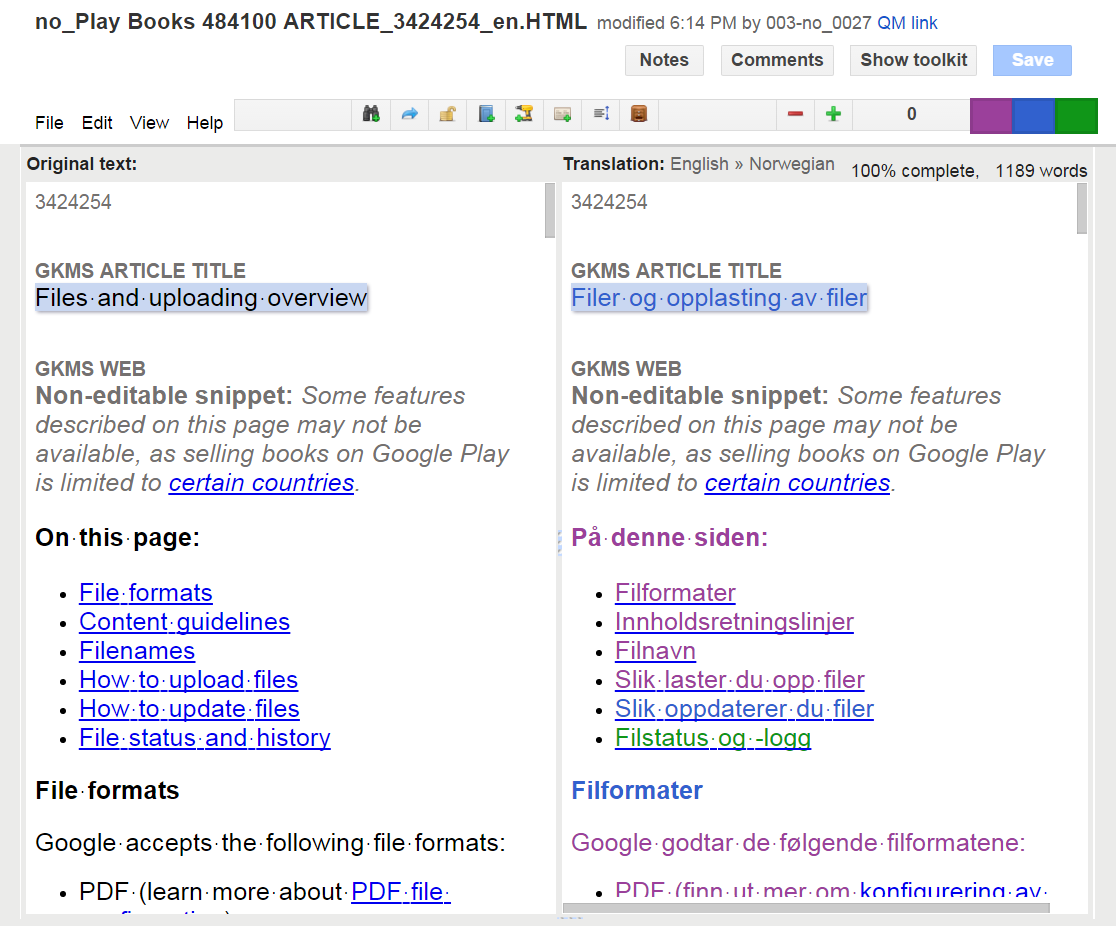 no_Play Books 484100 ARTICLE_3424254_en.HTML modified 6:14 PM by 003-no_0027 QM link
Notes Comments Show toolkit Save
File Edit View Help 0
Original text:
3424254
GKMS ARTICLE TITLE
Files and uploading overview
GKMS WEB
Non-editable snippet: Some features
described on this page may not be
available, as selling books on Google Play
is limited to certain countries.
On this page:
File formats
Content guidelines
Filenames
How to upload files
How to update files
File status and history
File formats
Google accepts the following file formats:
PDF (learn more about PDF file
Translation: English » Norwegian 100% complete, 1189 words
3424254
GKMS ARTICLE TITLE
Filer og opplasting av filer
GKMS WEB
Non-editable snippet: Some features
described on this page may not be
available, as selling books on Google Play
is limited to certain countries.
På denne siden:
Filformater
Innholdsretningslinjer
Filnavn
Slik laster du opp filer
Slik oppdaterer du filer
Filstatus og -logg
Filformater
Google godtar de følgende filformatene:
PDF (finn ut mer om konfigurering av